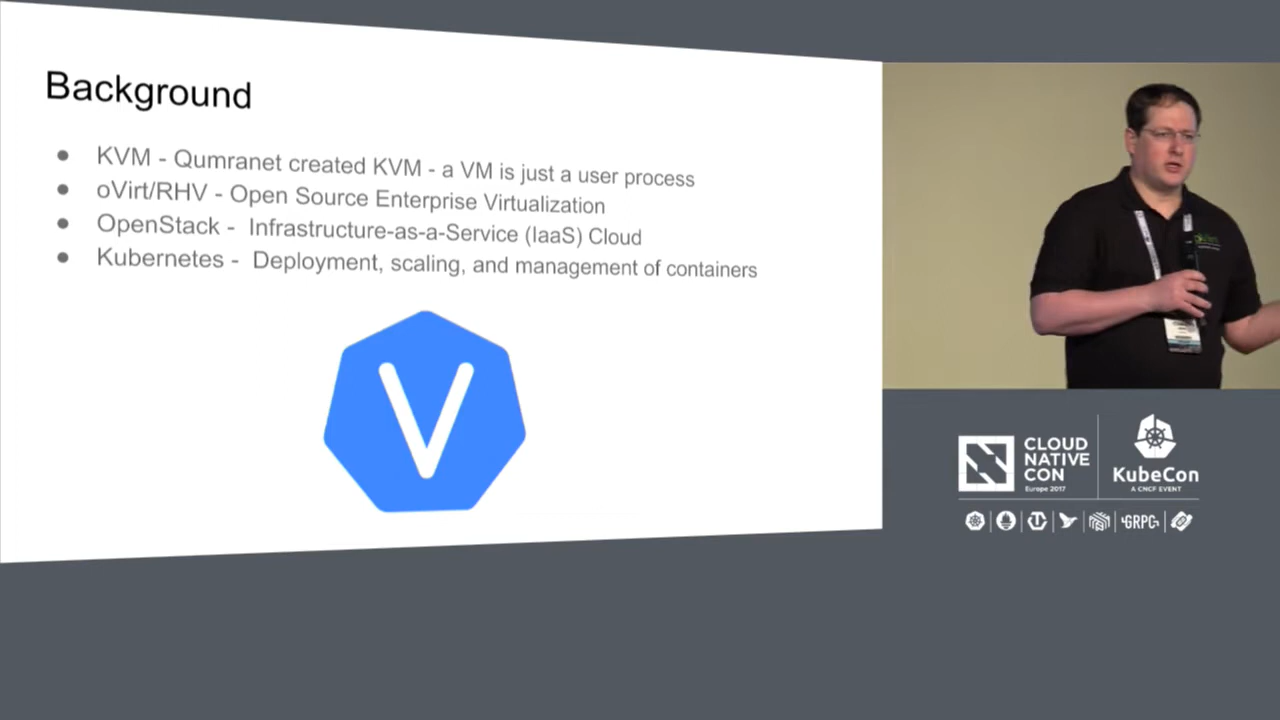 Background
KVM - Qumranet created KVM - a VM is just a user process
oVirt/RHV - Open Source Enterprise Virtualization
OpenStack - Infrastructure-as-a-Service (IaaS) Cloud
Kubernetes - Deployment, scaling, and management of containers
V
CLOUD
NATIVE
CON
Europe 2017
KubeCon
A CNCF EVENT
GRPC